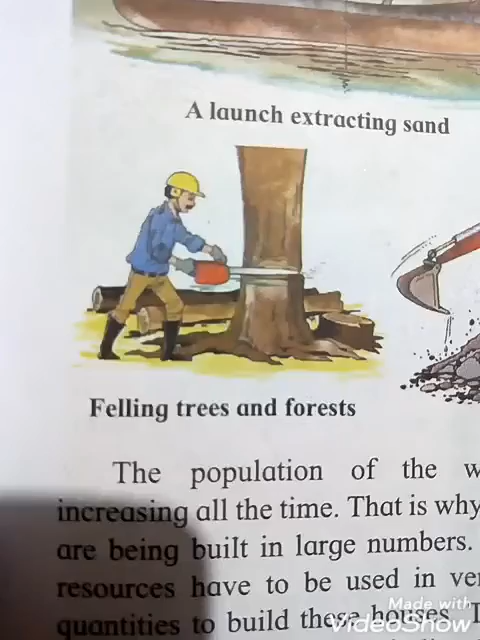 A launch extracting sand
Felling trees and forests
The population of the
increasing all the time. That is why
are being built in large numbers.
resources have to be used in
quantities to build these houses.
Made with
VideoShow